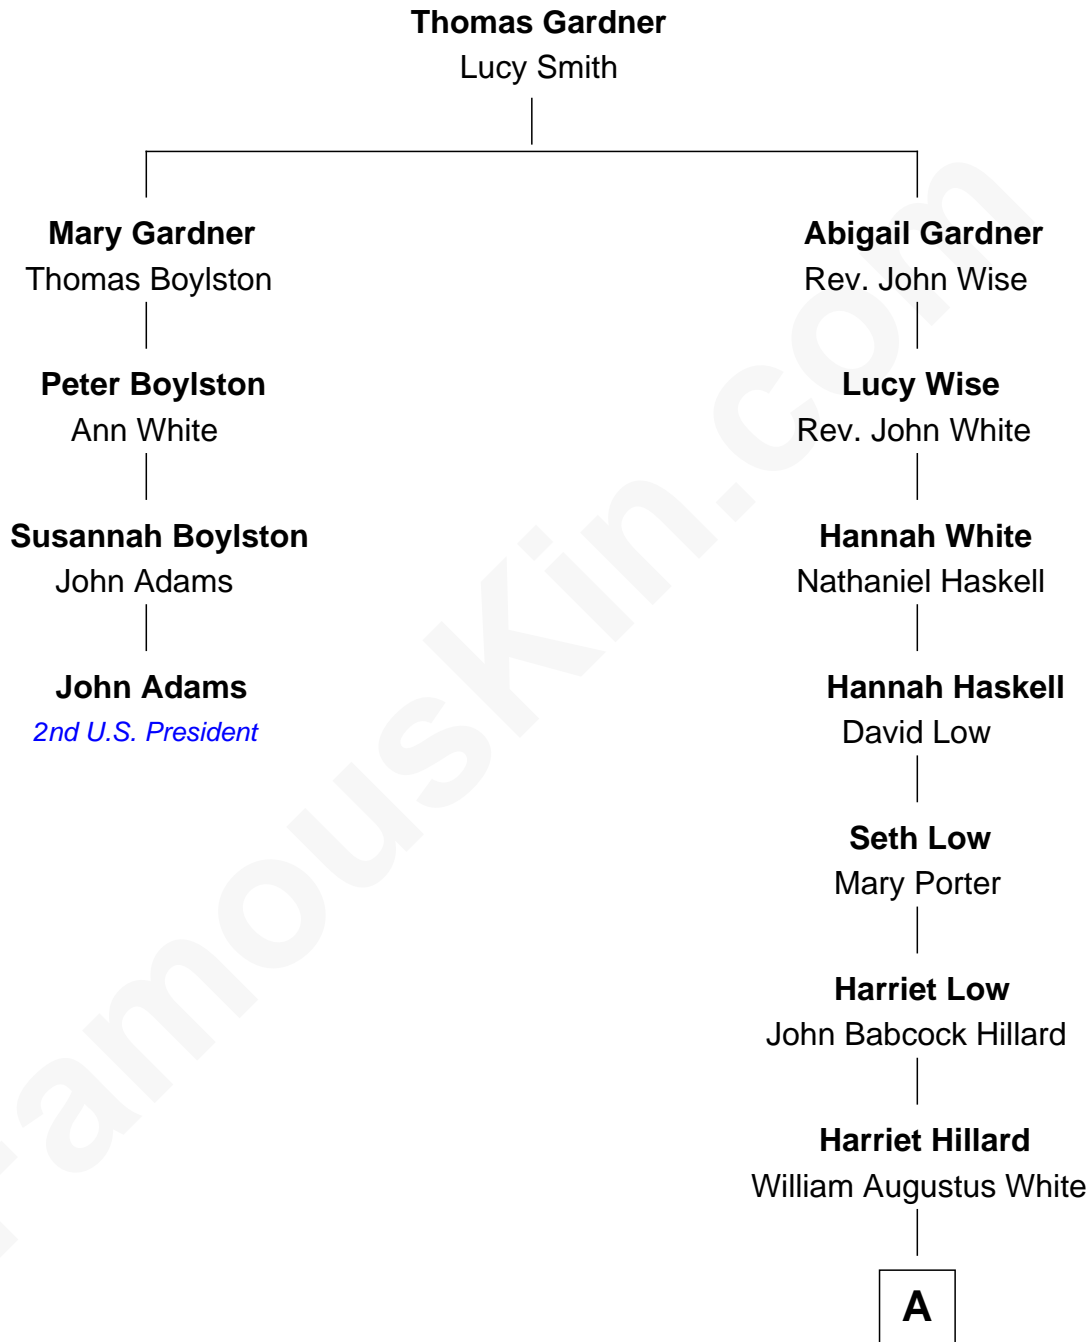 Thomas Gardner
Lucy Smith
Mary Gardner
Thomas Boylston
Abigail Gardner
Rev. John Wise
Peter Boylston
Ann White
Lucy Wise
Rev. John White
Susannah Boylston
John Adams
Hannah White
Nathaniel Haskell
John Adams
2nd U.S. President
Hannah Haskell
David Low
Seth Low
Mary Porter
Harriet Low
John Babcock Hillard
Harriet Hillard
William Augustus White
A
FamousKin.com